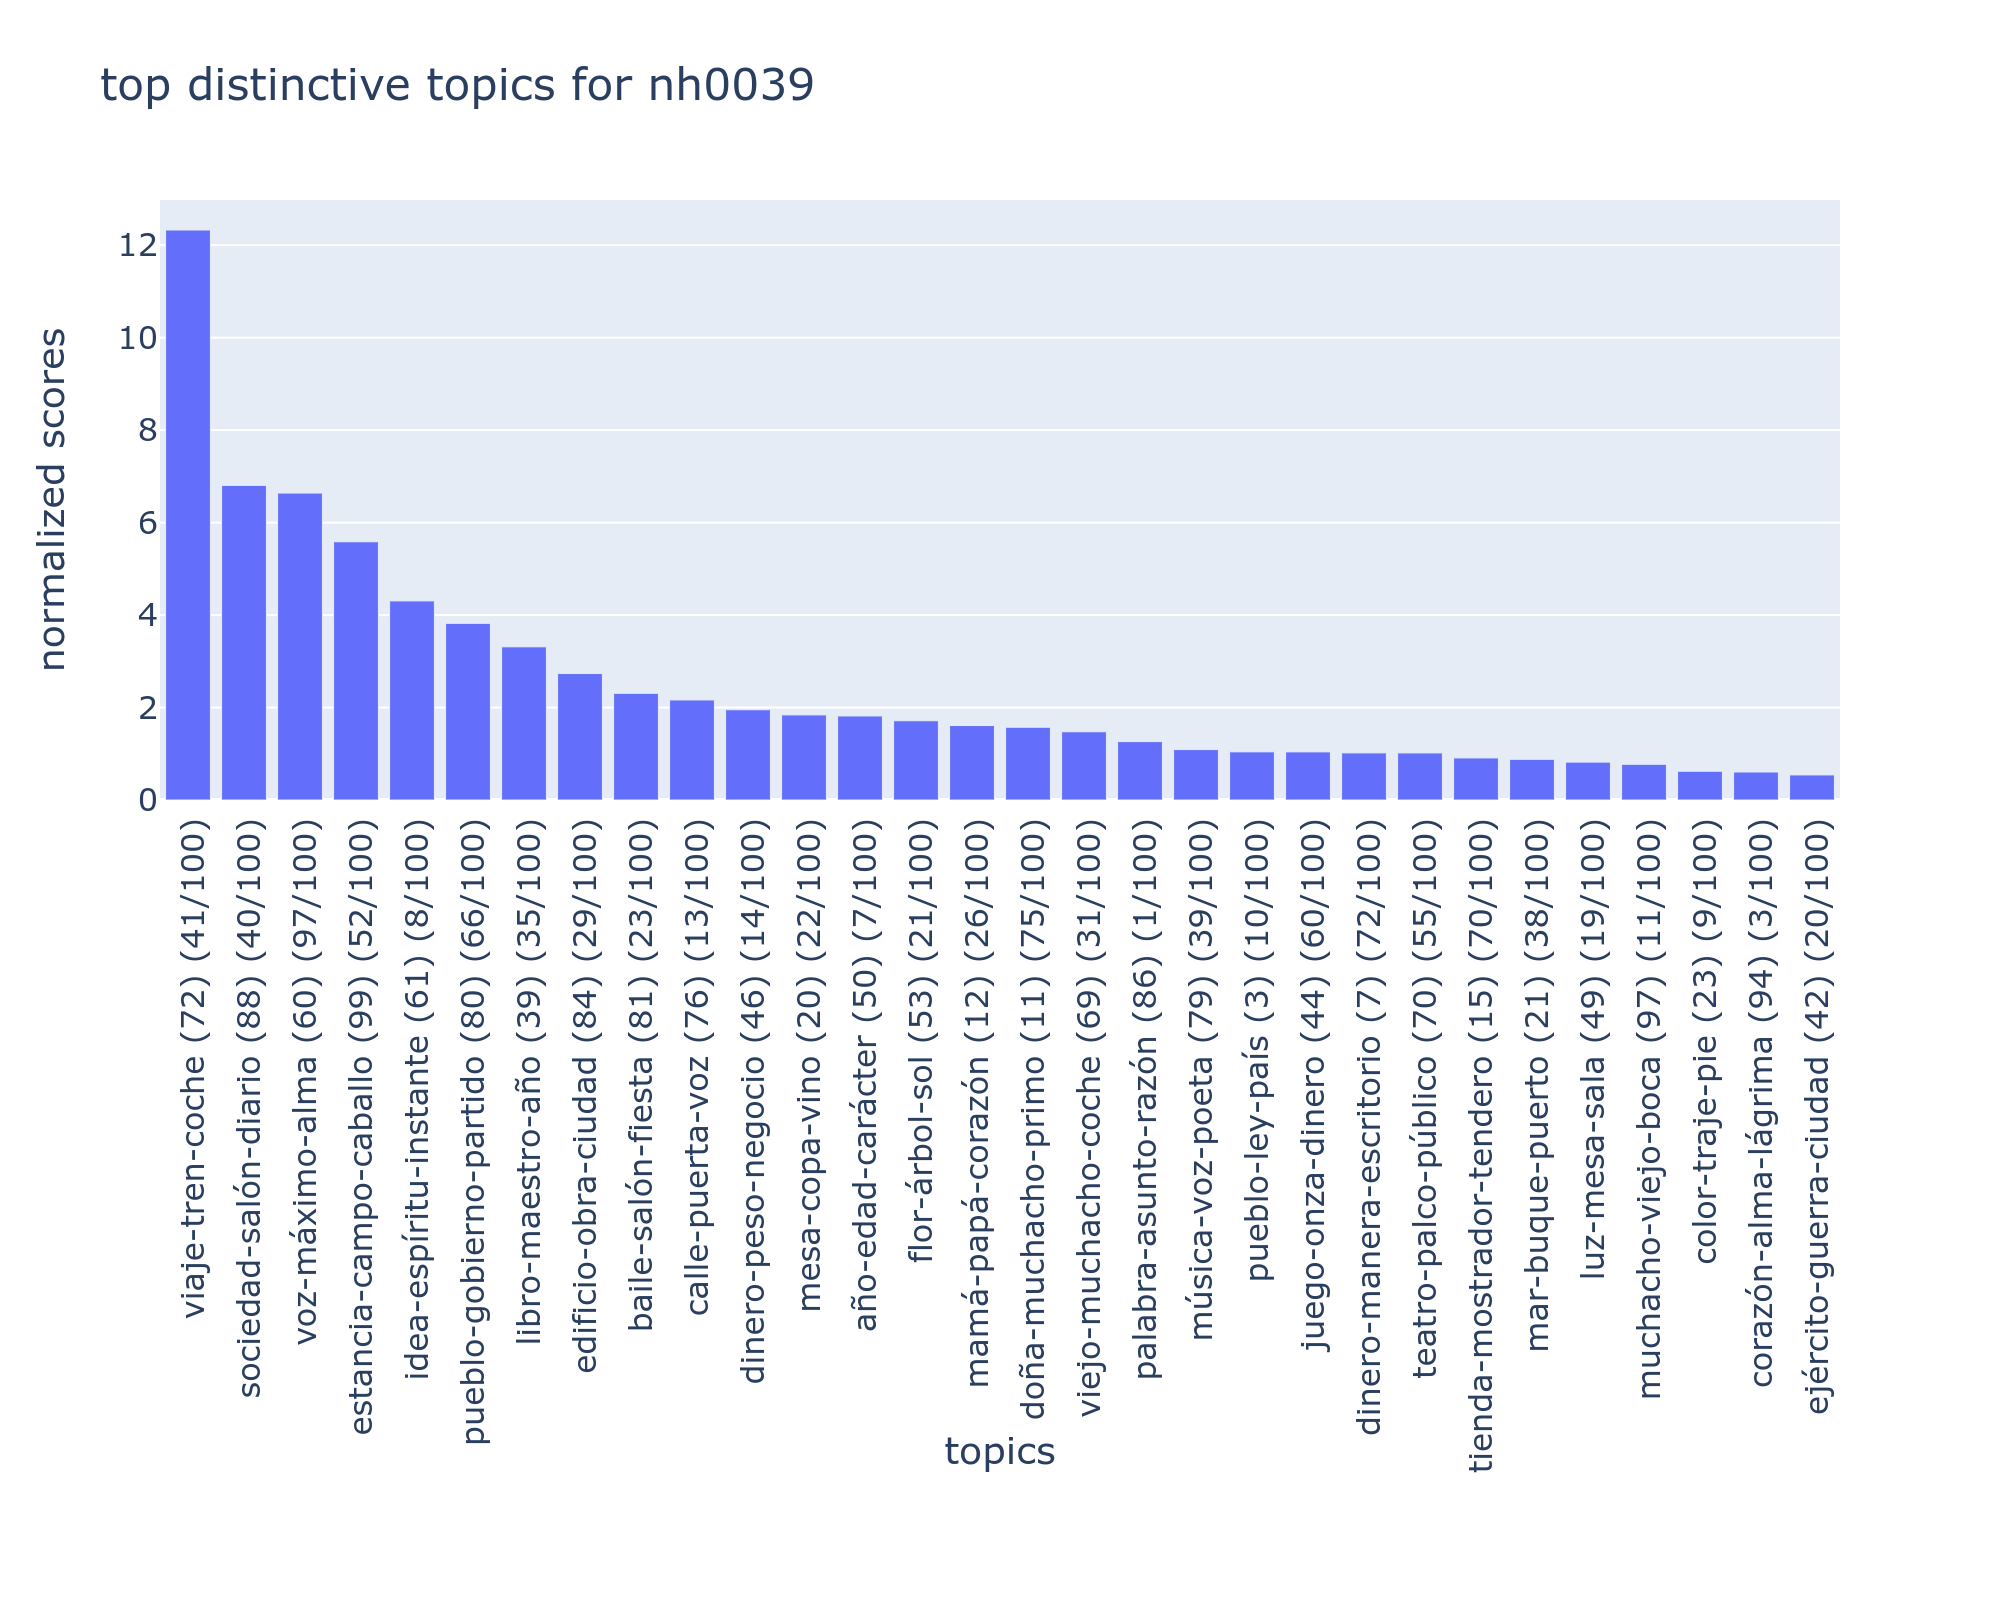 top distinctive topics for nh0039
normalized scores
12
10
8
6
4
2
0
viaje-tren-coche (72) (41/100)
sociedad-salón-diario (88) (40/100)
voz-máximo-alma (60) (97/100)
estancia-campo-caballo (99) (52/100)
idea-espíritu-instante (61) (8/100)
pueblo-gobierno-partido (80) (66/100)
libro-maestro-año (39) (35/100)
edificio-obra-ciudad (84) (29/100)
baile-salón-fiesta (81) (23/100)
calle-puerta-voz (76) (13/100)
dinero-peso-negocio (46) (14/100)
mesa-copa-vino (20) (22/100)
año-edad-carácter (50) (7/100)
flor-árbol-sol (53) (21/100)
mamá-papá-corazón (12) (26/100)
doña-muchacho-primo (11) (75/100)
viejo-muchacho-coche (69) (31/100)
palabra-asunto-razón (86) (1/100)
música-voz-poeta (79) (39/100)
pueblo-ley-país (3) (10/100)
juego-onza-dinero (44) (60/100)
dinero-manera-escritorio (7) (72/100)
teatro-palco-público (70) (55/100)
tienda-mostrador-tendero (15) (70/100)
mar-buque-puerto (21) (38/100)
luz-mesa-sala (49) (19/100)
muchacho-viejo-boca (97) (11/100)
color-traje-pie (23) (9/100)
corazón-alma-lágrima (94) (3/100)
ejército-guerra-ciudad (42) (20/100)
topics